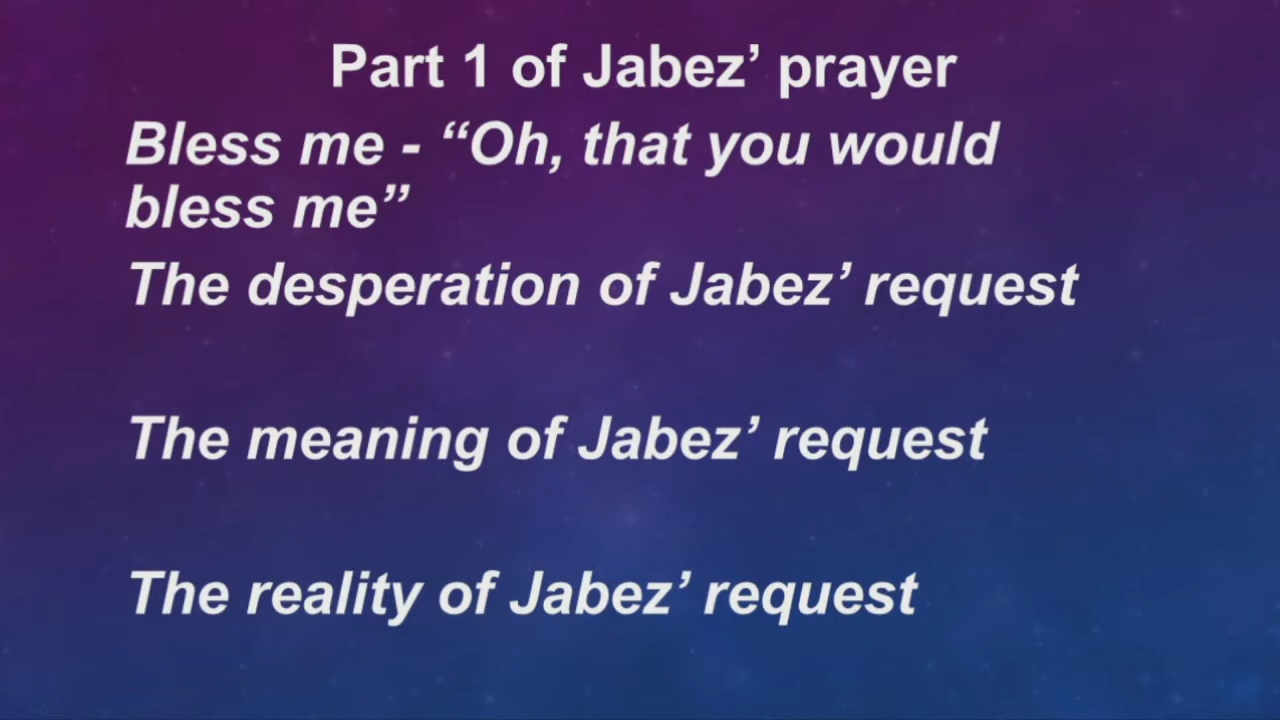 Part 1 of Jabez’ prayer
Bless me - “Oh, that you would
bless me”
The desperation of Jabez’ request
The meaning of Jabez’ request
The reality of Jabez’ request